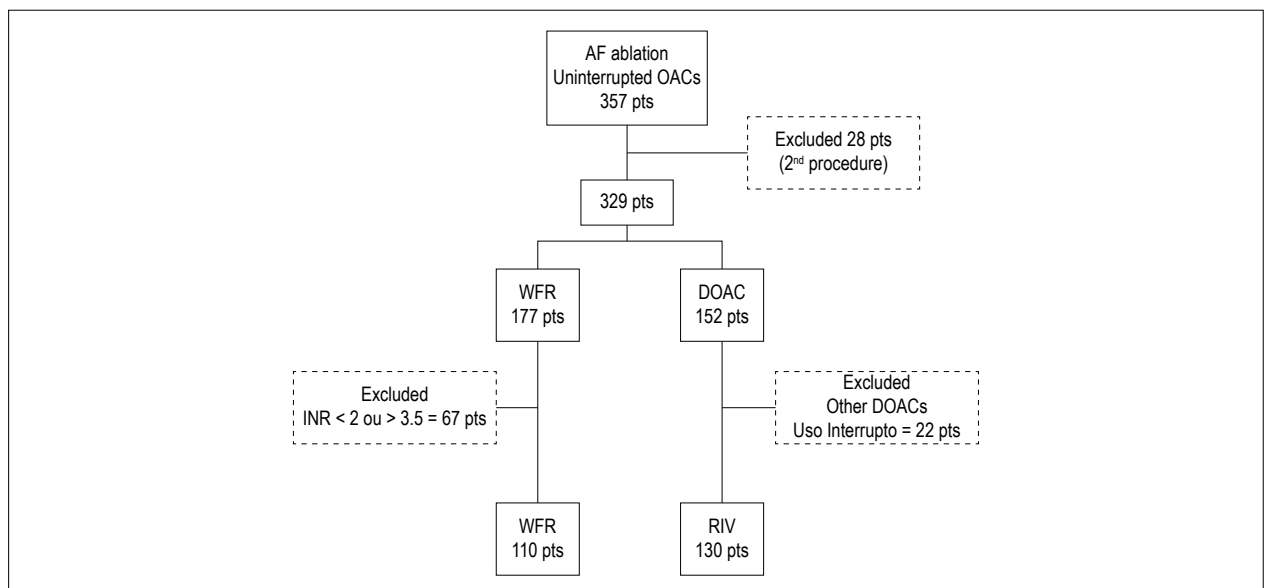 AF ablation
Uninterrupted OACs
357 pts
Excluded 28 pts
(2nd procedure)
329 pts
WFR
177 pts
DOAC
152 pts
Excluded
INR < 2 ou > 3.5 = 67 pts
Excluded
Other DOACs
Uso Interrupto = 22 pts
WFR
110 pts
RIV
130 pts